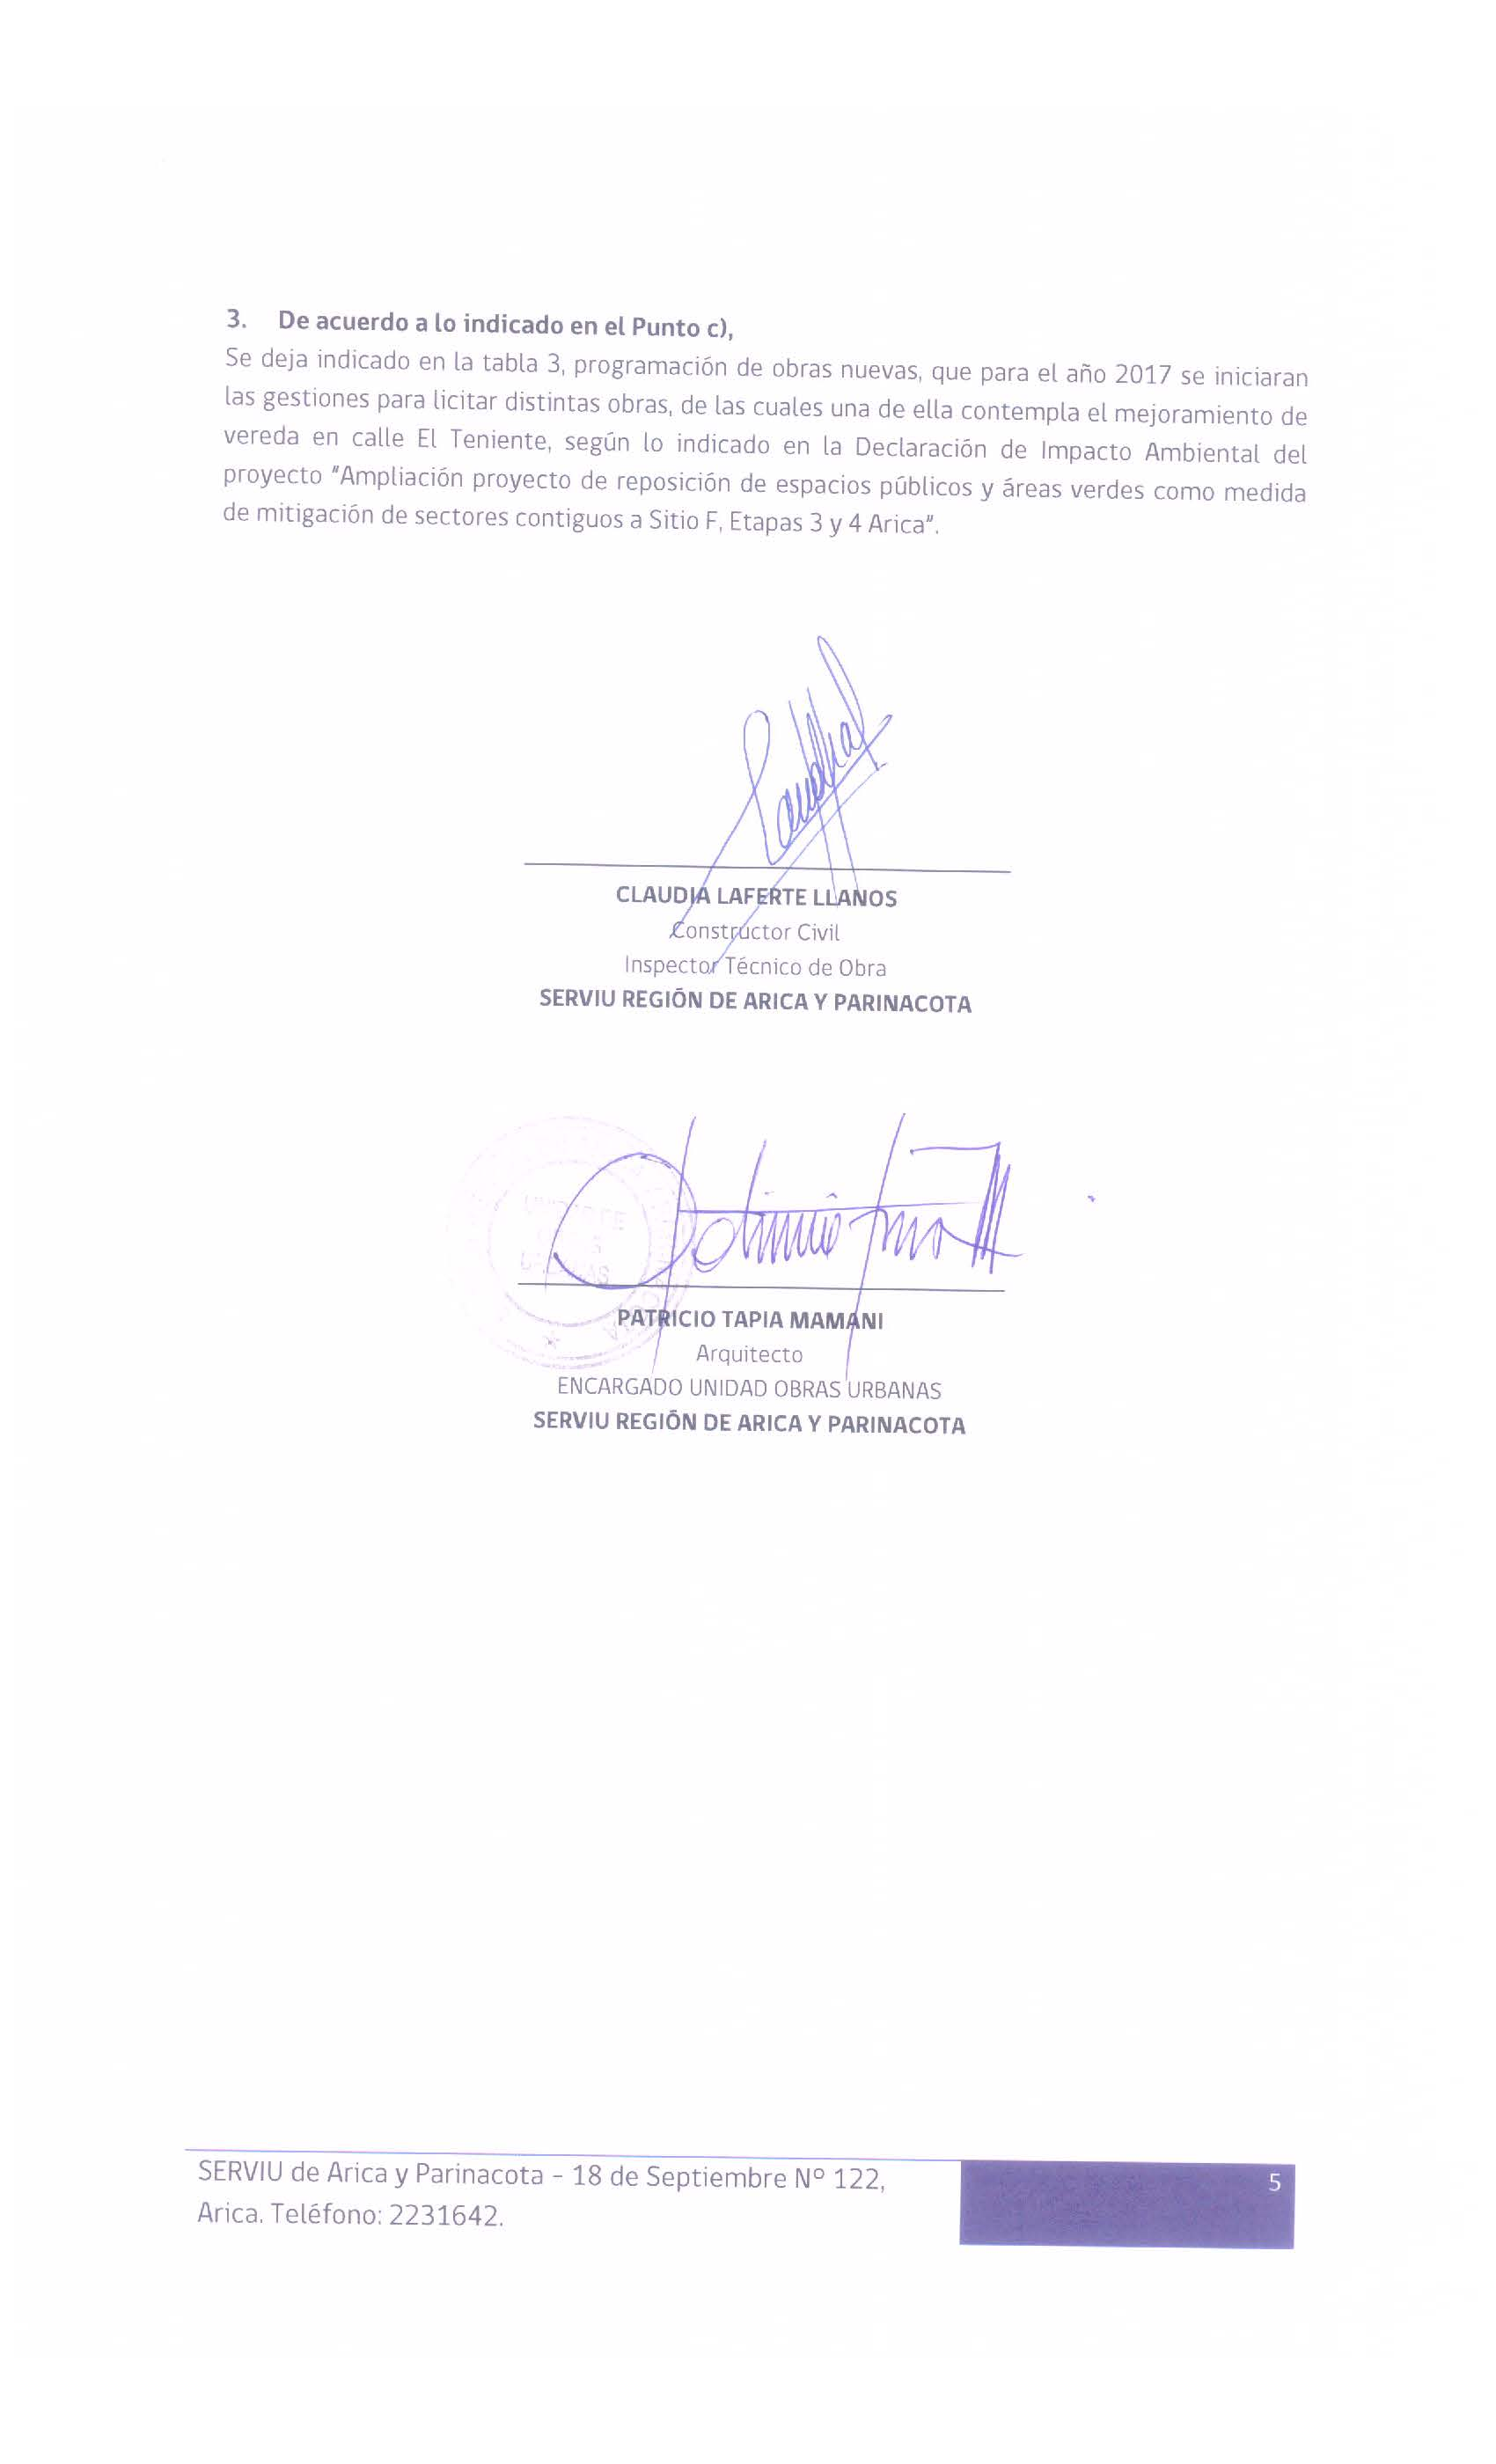 3. De acuerdo a lo indicado en el Punto c),
Se deja indicado en la tabla 3, programación de obras nuevas, que para el año 2017 se iniciaran
las gestiones para licitar distintas obras, de las cuales una de ella contempla el mejoramiento de
vereda en calle El Teniente, según lo indicado en la Declaración de Impacto Ambiental del
proyecto "Ampliación proyecto de reposición de espacios públicos y áreas verdes como medida
de mitigación de sectores contiguos a Sitio F, Etapas 3 y 4 Arica".
CLAUDIA LAFERTE LLANOS
Constructor Civil
Inspector Técnico de Obra
SERVIU REGIÓN DE ARICA Y PARINACOTA
PATRICIO TAPIA MAMANI
Arquitecto
ENCARGADO UNIDAD OBRAS URBANAS
SERVIU REGIÓN DE ARICA Y PARINACOTA
SERVIU de Arica y Parinacota – 18 de Septiembre Nº 122,
Arica. Teléfono: 2231642.
5